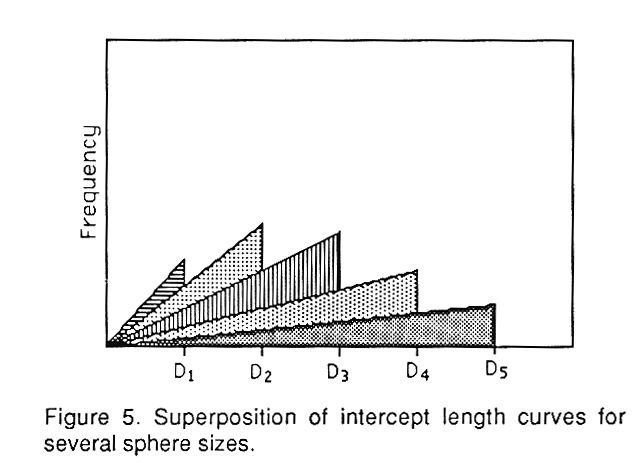 Frequency
D1 D2 D3 D4 D5
Figure 5. Superposition of intercept length curves for
several sphere sizes.